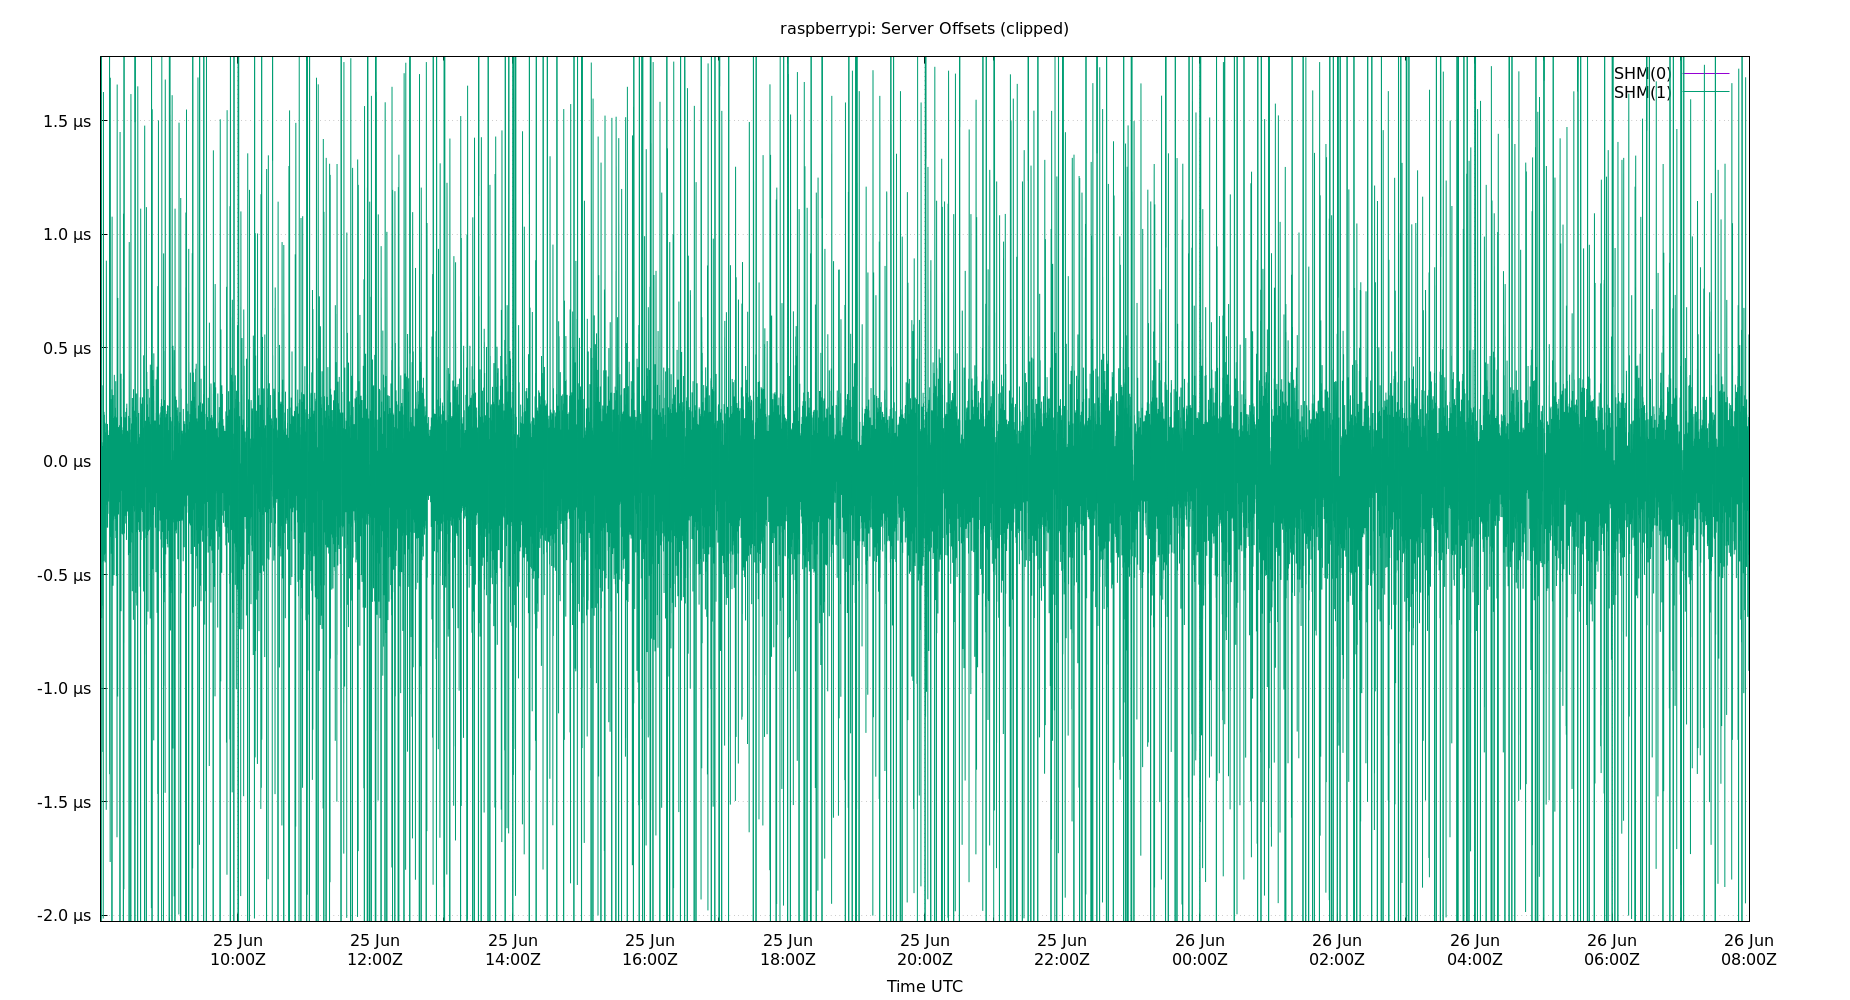 raspberrypi: Server Offsets (clipped)
SHM(0)
SHM(1)
1.5 µs
1.0 µs
0.5 µs
0.0 µs
-0.5 µs
-1.0 µs
-1.5 µs
-2.0 µs
25 Jun 25 Jun 25 Jun 25 Jun 25 Jun 25 Jun 25 Jun 26 Jun 26 Jun 26 Jun 26 Jun 26 Jun
10:00Z 12:00Z 14:00Z 16:00Z 18:00Z 20:00Z 22:00Z 00:00Z 02:00Z 04:00Z 06:00Z 08:00Z
Time UTC